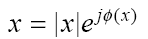 x = |x|e^{jϕ(x)}